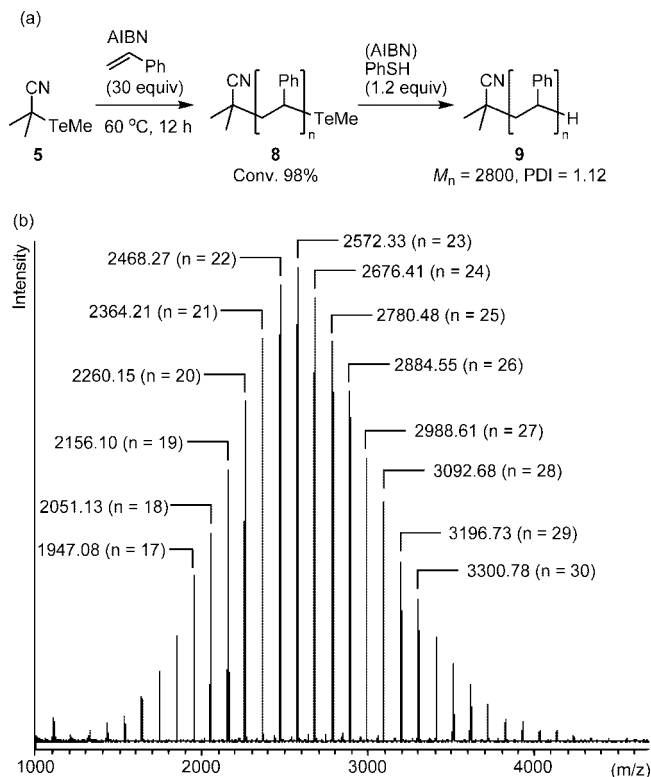 (a)
AIBN
Ph
(30 equiv)
60 °C, 12 h
CN
TeMe
5
CN
Ph
TeMe
n
8
Conv. 98%
(AIBN)
PhSH
(1.2 equiv)
CN
Ph
H
n
9
Mn = 2800, PDI = 1.12
(b)
Intensity
2572.33 (n = 23)
2468.27 (n = 22)
2676.41 (n = 24)
2364.21 (n = 21)
2780.48 (n = 25)
2260.15 (n = 20)
2884.55 (n = 26)
2156.10 (n = 19)
2988.61 (n = 27)
2051.13 (n = 18)
3092.68 (n = 28)
1947.08 (n = 17)
3196.73 (n = 29)
3300.78 (n = 30)
1000
2000
3000
4000
(m/z)